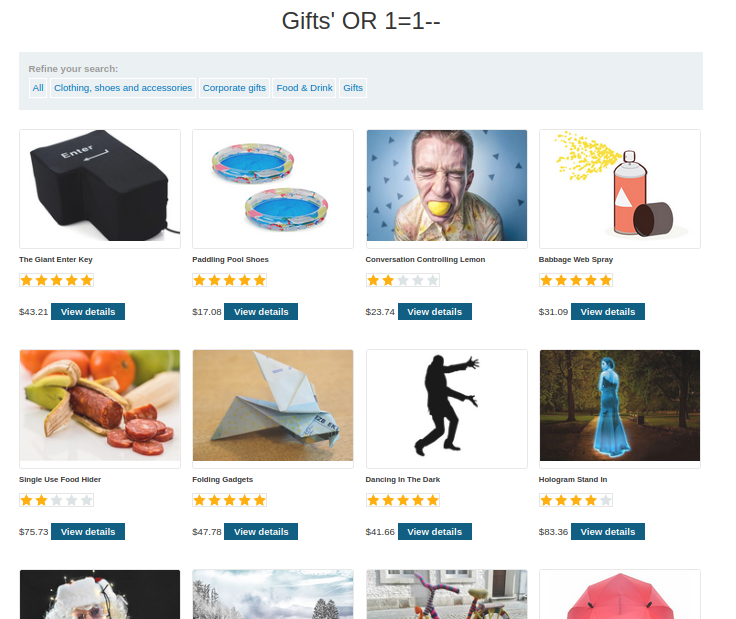 Gifts' OR 1=1--
Refine your search:
All Clothing, shoes and accessories Corporate gifts Food & Drink Gifts
Enter
The Giant Enter Key Paddling Pool Shoes Conversation Controlling Lemon Babbage Web Spray
$43.21 View details $17.08 View details $23.74 View details $31.09 View details
Single Use Food Hider Folding Gadgets Dancing In The Dark Hologram Stand In
$75.73 View details $47.78 View details $41.66 View details $83.36 View details